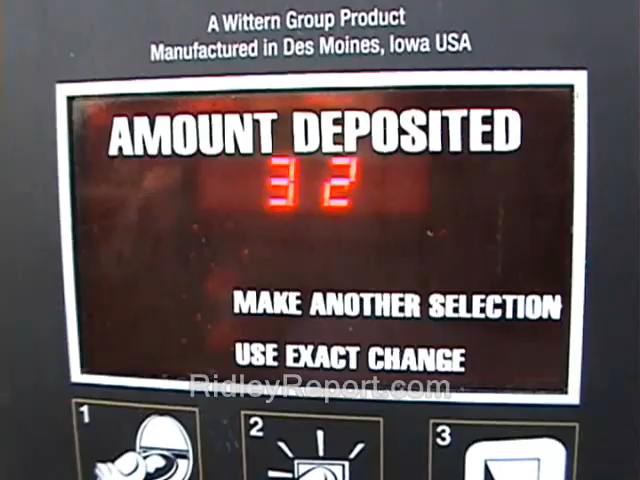 A Wittern Group Product
Manufactured in Des Moines, Iowa USA
AMOUNT DEPOSITED
32
MAKE ANOTHER SELECTION
USE EXACT CHANGE
RidleyReport.com
1 2 3